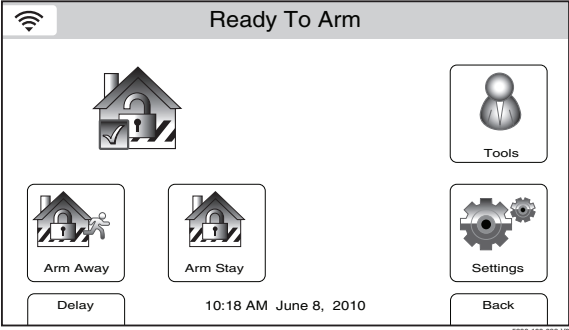 Ready To Arm
Tools
Arm Away
Arm Stay
Settings
Delay
10:18 AM June 8, 2010
Back